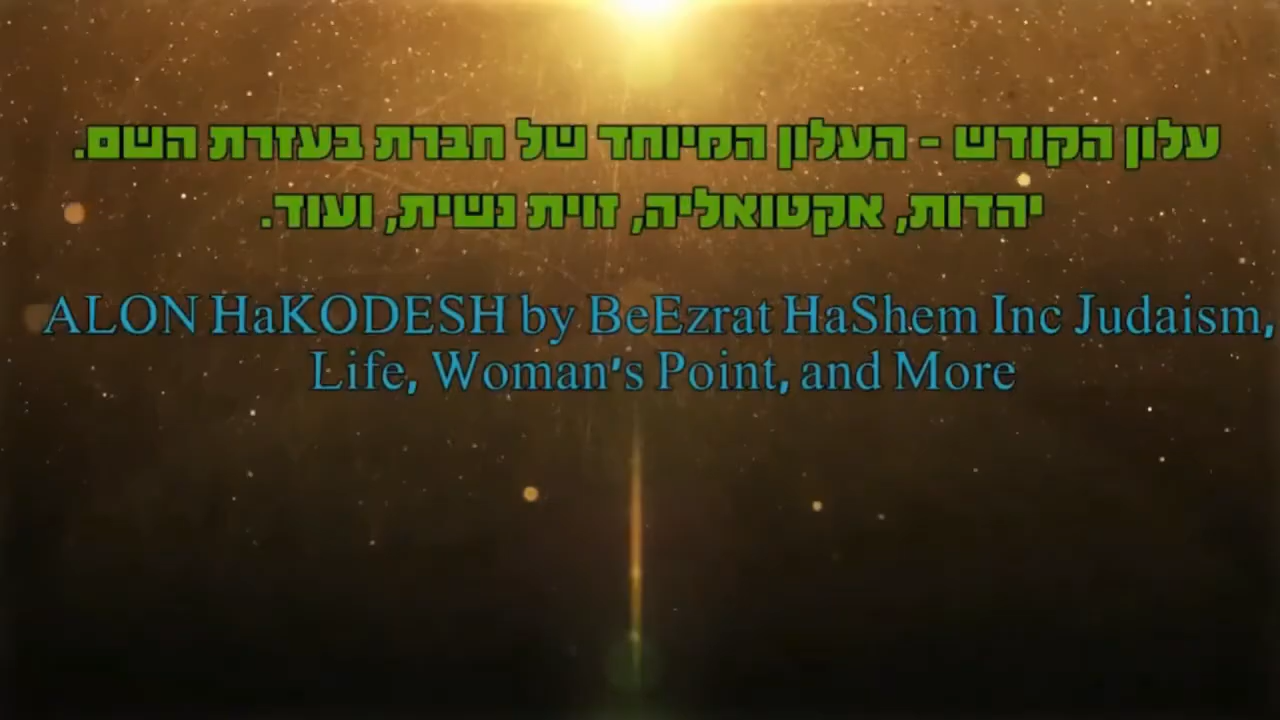 עלון הקודש - העלון המיוחד של חברת בעזרת השם.
יהדות, אקטואליה, זוית נשית, ועוד.
ALON HaKODESH by BeEzrat HaShem Inc Judaism,
Life, Woman's Point, and More